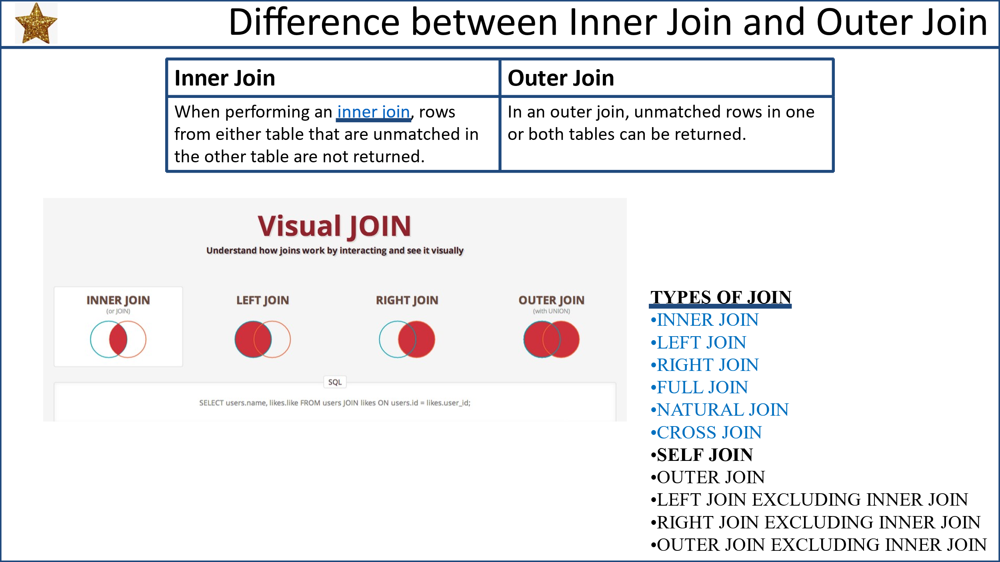 Difference between Inner Join and Outer Join
Inner Join
Outer Join
When performing an inner join, rows
from either table that are unmatched in
the other table are not returned.
In an outer join, unmatched rows in one
or both tables can be returned.
Visual JOIN
Understand how joins work by interacting and see it visually
INNER JOIN
(or JOIN)
LEFT JOIN
RIGHT JOIN
OUTER JOIN
(with UNION)
SQL
SELECT users.name, likes.like FROM users JOIN likes ON users.id = likes.user_id;
TYPES OF JOIN
•INNER JOIN
•LEFT JOIN
•RIGHT JOIN
•FULL JOIN
•NATURAL JOIN
•CROSS JOIN
•SELF JOIN
•OUTER JOIN
•LEFT JOIN EXCLUDING INNER JOIN
•RIGHT JOIN EXCLUDING INNER JOIN
•OUTER JOIN EXCLUDING INNER JOIN